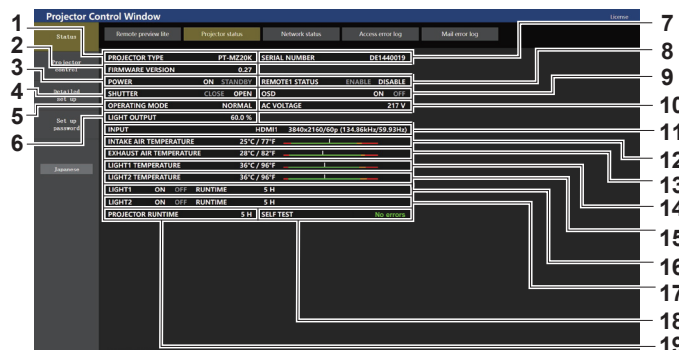 Projector Control Window
License
Status
Remote preview lite
Projector status
Network status
Access error log
Mail error log
Projector
control
Detailed
set up
Set up
password
Japanese
PROJECTOR TYPE PT-MZ20K SERIAL NUMBER DE1440019
FIRMWARE VERSION 0.27
POWER ON STANDBY REMOTE1 STATUS ENABLE DISABLE
SHUTTER CLOSE OPEN OSD ON OFF
OPERATING MODE NORMAL AC VOLTAGE 217 V
LIGHT OUTPUT 60.0 %
INPUT HDMI1 3840x2160/60p (134.86kHz/59.93Hz)
INTAKE AIR TEMPERATURE 25°C / 77°F
EXHAUST AIR TEMPERATURE 28°C / 82°F
LIGHT1 TEMPERATURE 36°C / 96°F
LIGHT2 TEMPERATURE 36°C / 96°F
LIGHT1 ON OFF RUNTIME 5 H
LIGHT2 ON OFF RUNTIME 5 H
PROJECTOR RUNTIME 5 H SELF TEST No errors
1
2
3
4
5
6
7
8
9
10
11
12
13
14
15
16
17
18
19